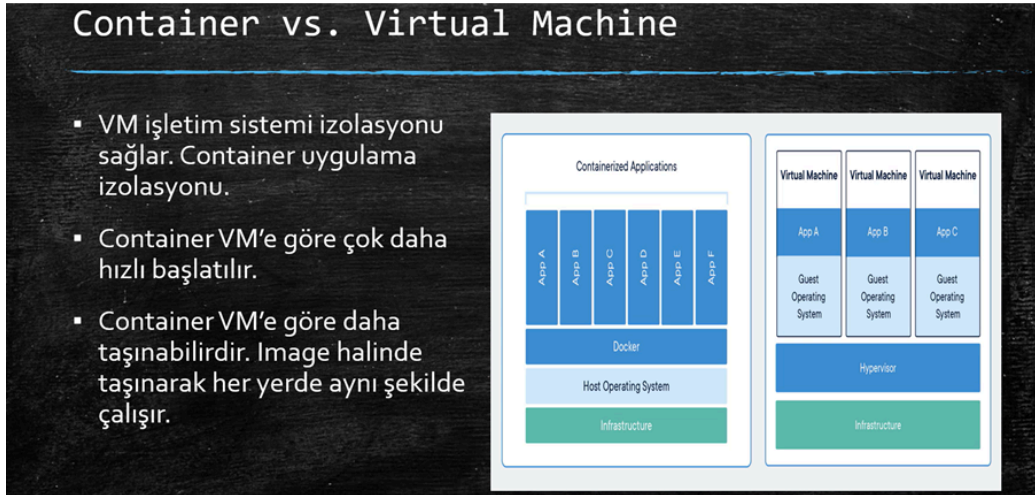 Container vs. Virtual Machine
▪ VM işletim sistemi izolasyonu
sağlar. Container uygulama
izolasyonu.
▪ Container VM’e göre çok daha
hızlı başlatılır.
▪ Container VM’e göre daha
taşınabilirdir. Image halinde
taşınarak her yerde aynı şekilde
çalışır.
Containerized Applications
App A
App B
App C
App D
App E
App F
Docker
Host Operating System
Infrastructure
Virtual Machine
App A
Guest
Operating
System
Virtual Machine
App B
Guest
Operating
System
Virtual Machine
App C
Guest
Operating
System
Hypervisor
Infrastructure